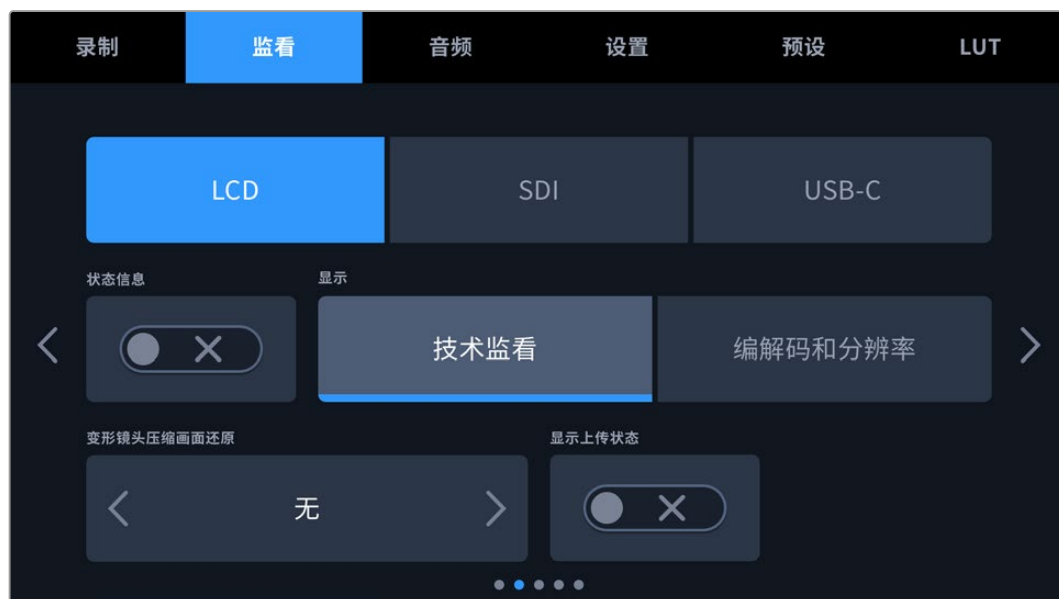 录制 监看 音频 设置 预设 LUT
LCD SDI USB-C
状态信息 显示
技术监看 编解码和分辨率
变形镜头压缩画面还原 显示上传状态
无